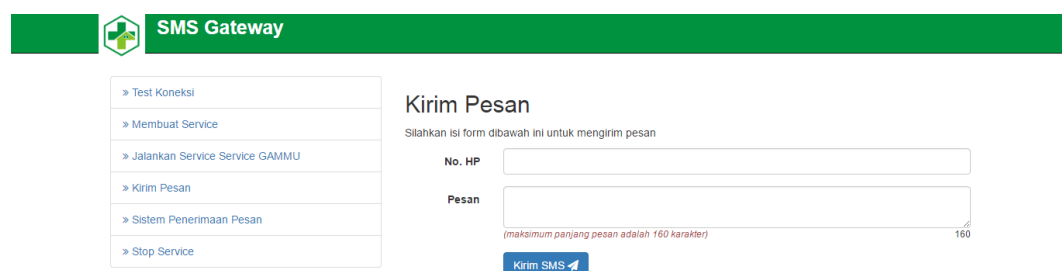 SMS Gateway
» Test Koneksi
» Membuat Service
» Jalankan Service Service GAMMU
» Kirim Pesan
» Sistem Penerimaan Pesan
» Stop Service
Kirim Pesan
Silahkan isi form dibawah ini untuk mengirim pesan
No. HP
Pesan
(maksimum panjang pesan adalah 160 karakter) 160
Kirim SMS